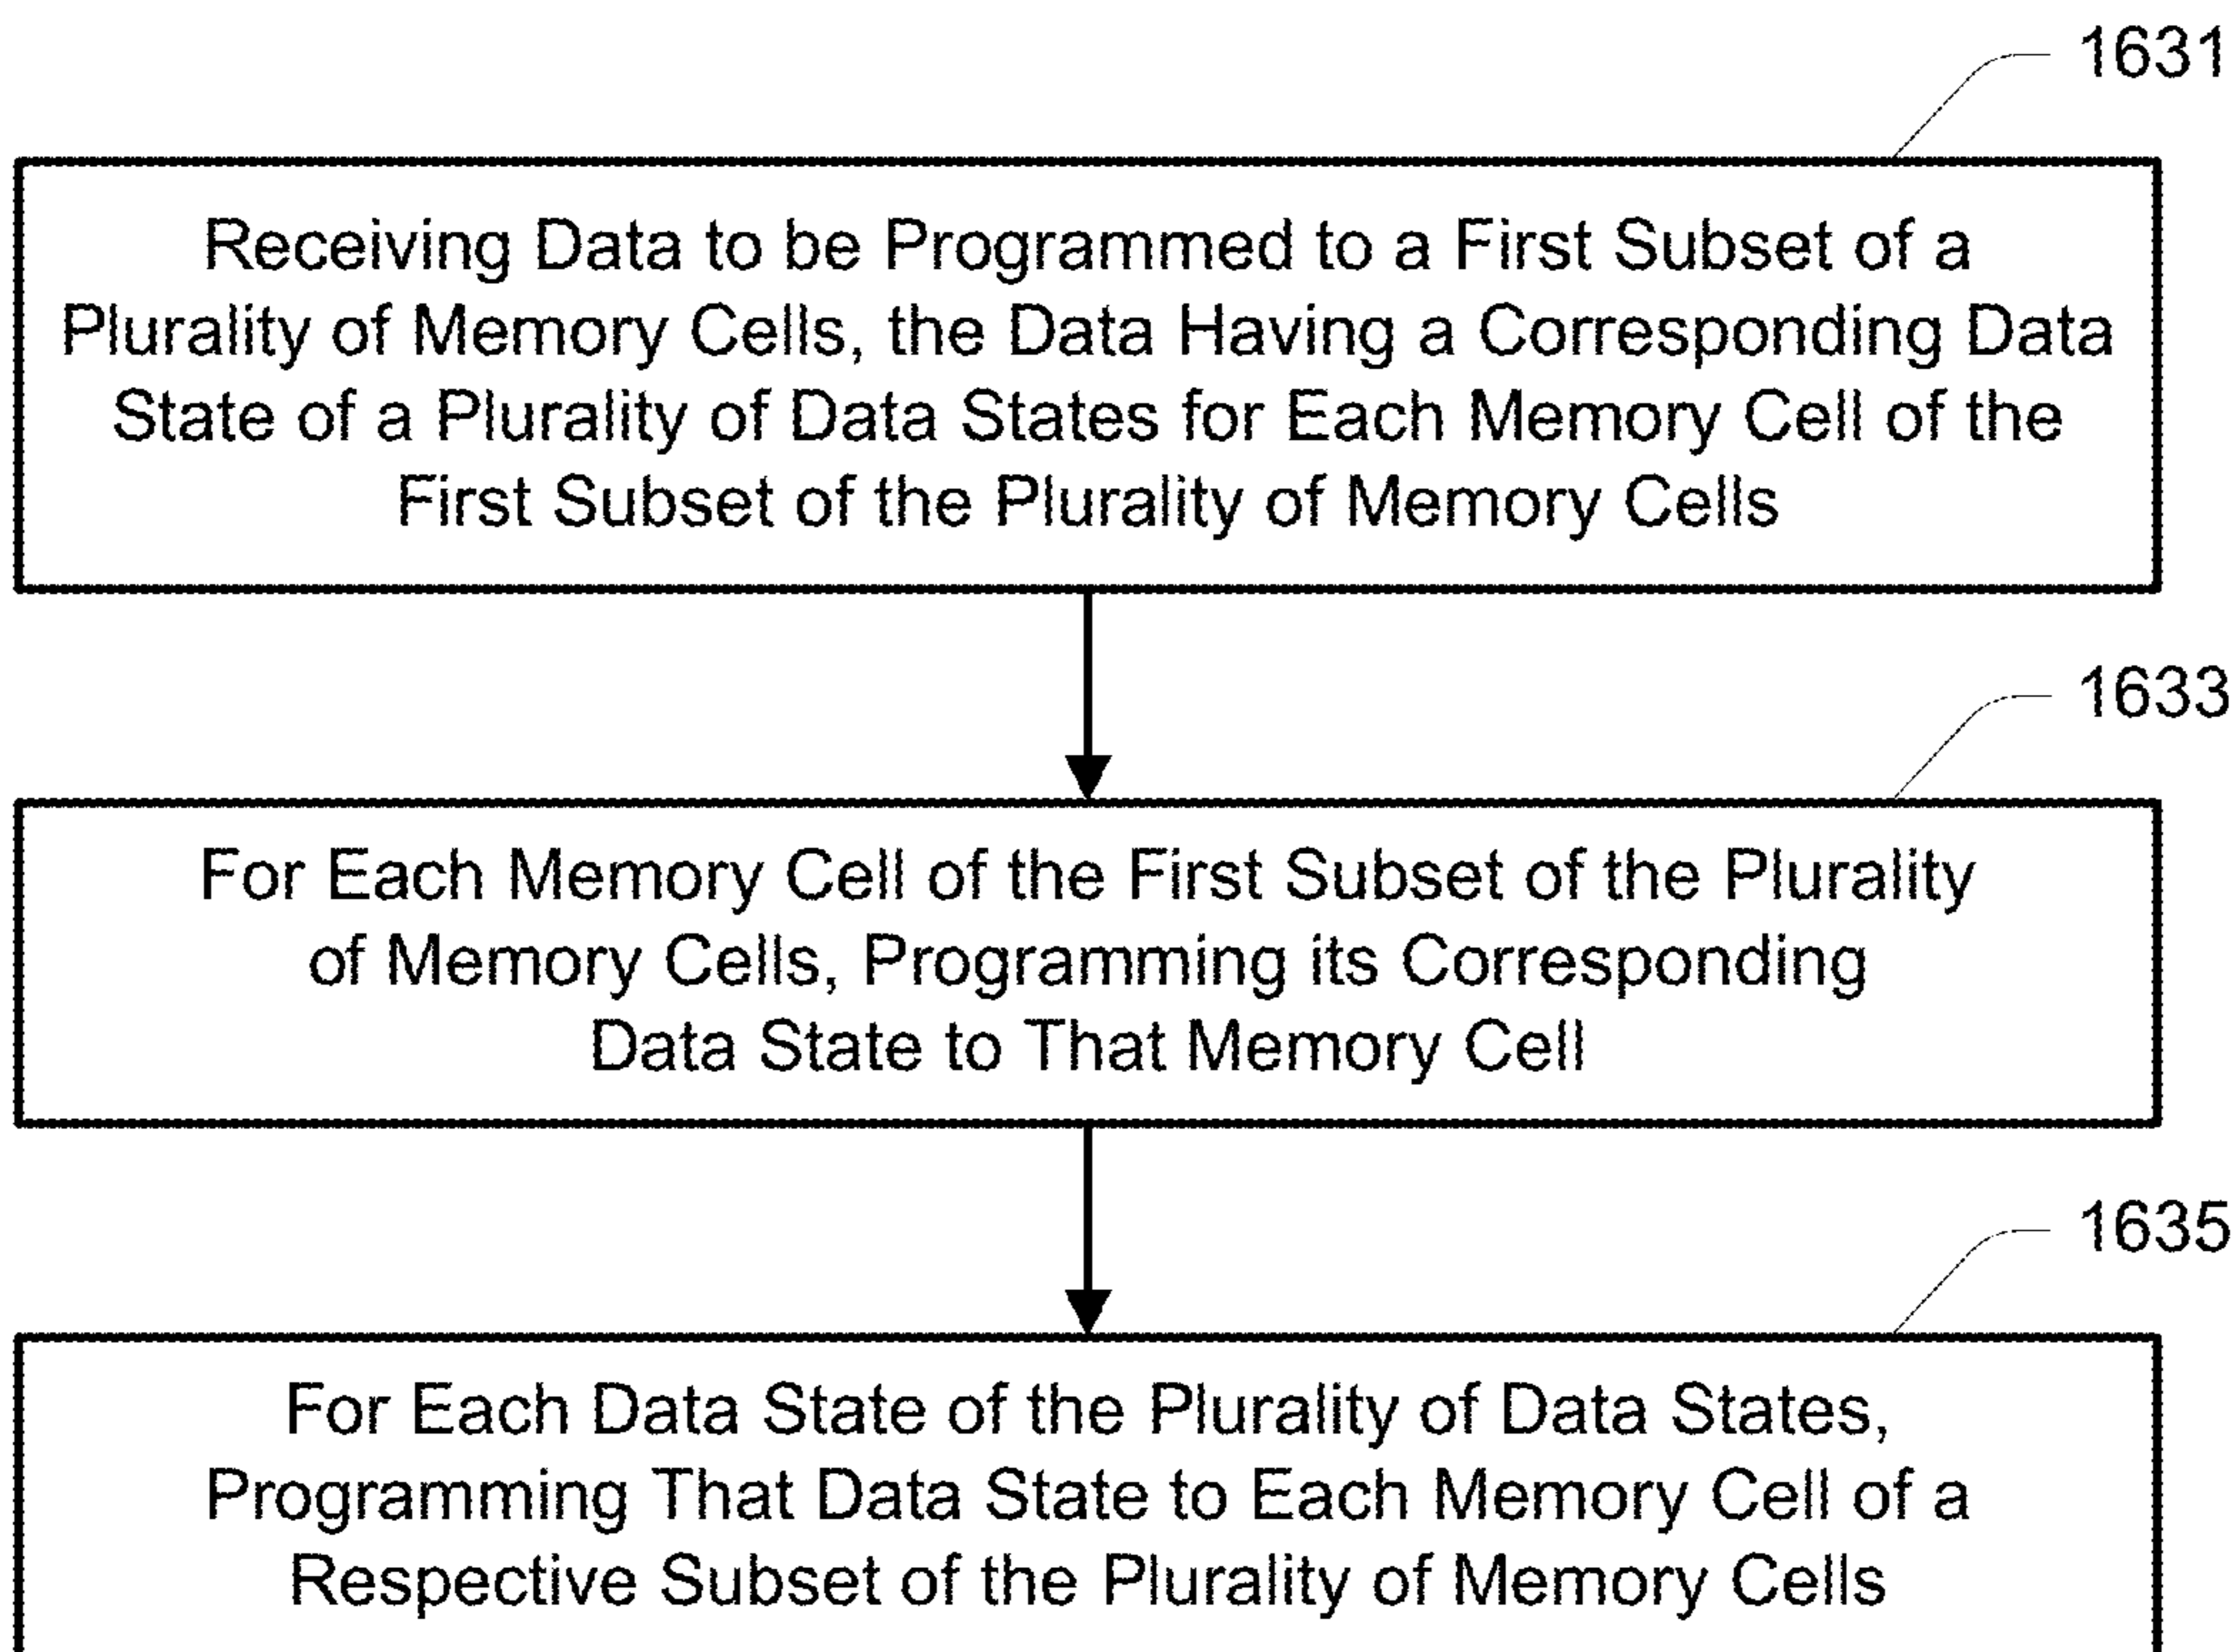 1631
Receiving Data to be Programmed to a First Subset of a
Plurality of Memory Cells, the Data Having a Corresponding Data
State of a Plurality of Data States for Each Memory Cell of the
First Subset of the Plurality of Memory Cells
1633
For Each Memory Cell of the First Subset of the Plurality
of Memory Cells, Programming its Corresponding
Data State to That Memory Cell
1635
For Each Data State of the Plurality of Data States,
Programming That Data State to Each Memory Cell of a
Respective Subset of the Plurality of Memory Cells